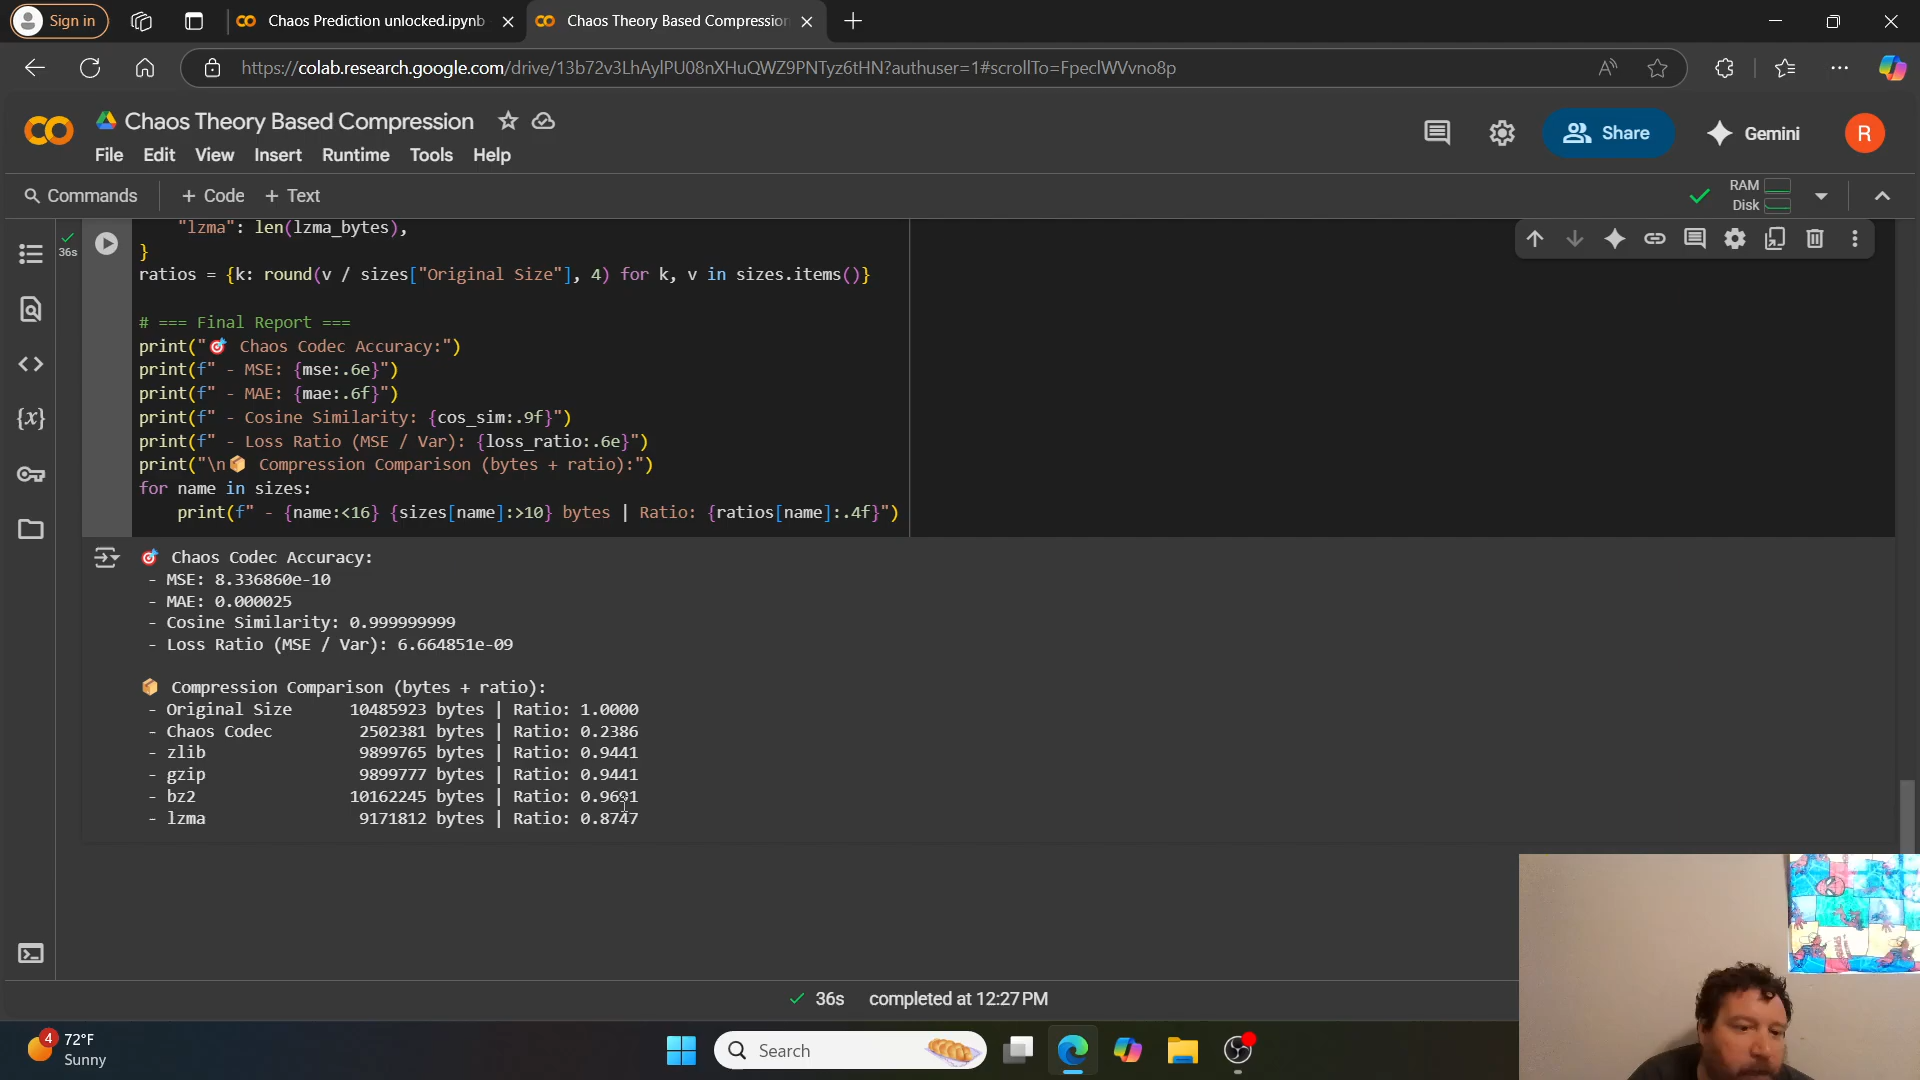 Sign in
Chaos Prediction unlocked.ipynb
Chaos Theory Based Compression
https://colab.research.google.com/drive/13b72v3LhAylPU08nXHuQWZ9PNTyz6tHN?authuser=1#scrollTo=FpeclWVvno8p
Chaos Theory Based Compression
File Edit View Insert Runtime Tools Help
Share
Gemini
R
Commands
+ Code + Text
RAM
Disk
36s
"lzma": len(lzma_bytes),
}
ratios = {k: round(v / sizes["Original Size"], 4) for k, v in sizes.items()}
# === Final Report ===
print("🎯 Chaos Codec Accuracy:")
print(f" - MSE: {mse:.6e}")
print(f" - MAE: {mae:.6f}")
print(f" - Cosine Similarity: {cos_sim:.9f}")
print(f" - Loss Ratio (MSE / Var): {loss_ratio:.6e}")
print("\n📦 Compression Comparison (bytes + ratio):")
for name in sizes:
print(f" - {name:<16} {sizes[name]:>10} bytes | Ratio: {ratios[name]:.4f}")
🎯 Chaos Codec Accuracy:
- MSE: 8.336860e-10
- MAE: 0.000025
- Cosine Similarity: 0.999999999
- Loss Ratio (MSE / Var): 6.664851e-09
📦 Compression Comparison (bytes + ratio):
- Original Size 10485923 bytes | Ratio: 1.0000
- Chaos Codec 2502381 bytes | Ratio: 0.2386
- zlib 9899765 bytes | Ratio: 0.9441
- gzip 9899777 bytes | Ratio: 0.9441
- bz2 10162245 bytes | Ratio: 0.9691
- lzma 9171812 bytes | Ratio: 0.8747
36s completed at 12:27 PM
4
72°F
Sunny
Search